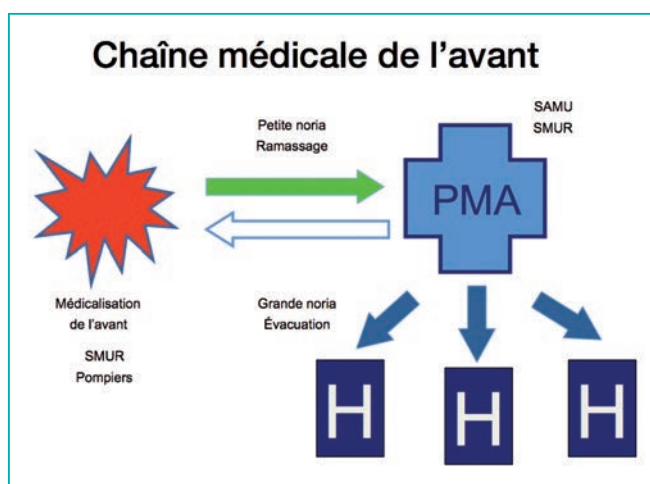 Chaîne médicale de l'avant
SAMU
SMUR
Petite noria
Ramassage
PMA
Médicalisation
de l'avant
SMUR
Pompiers
Grande noria
Évacuation
H
H
H